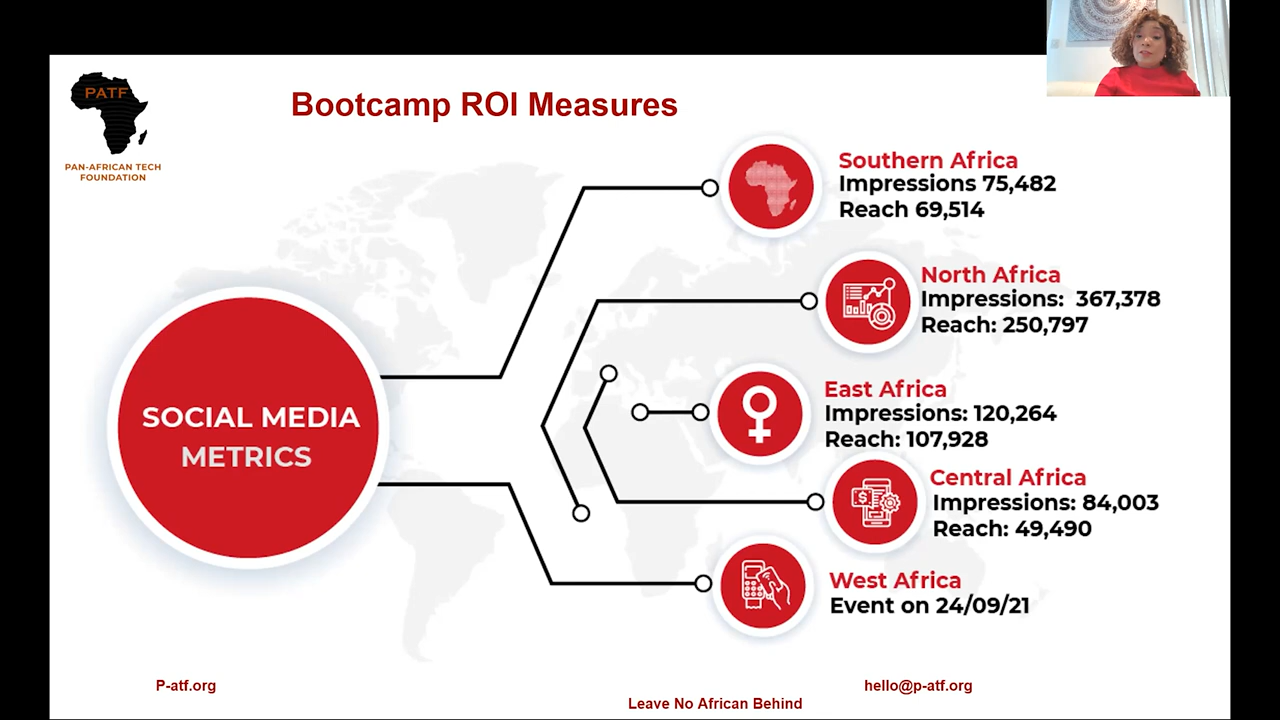 PATF
PAN-AFRICAN TECH
FOUNDATION
Bootcamp ROI Measures
SOCIAL MEDIA
METRICS
Southern Africa
Impressions 75,482
Reach 69,514
North Africa
Impressions: 367,378
Reach: 250,797
East Africa
Impressions: 120,264
Reach: 107,928
Central Africa
Impressions: 84,003
Reach: 49,490
West Africa
Event on 24/09/21
P-atf.org
Leave No African Behind
hello@p-atf.org